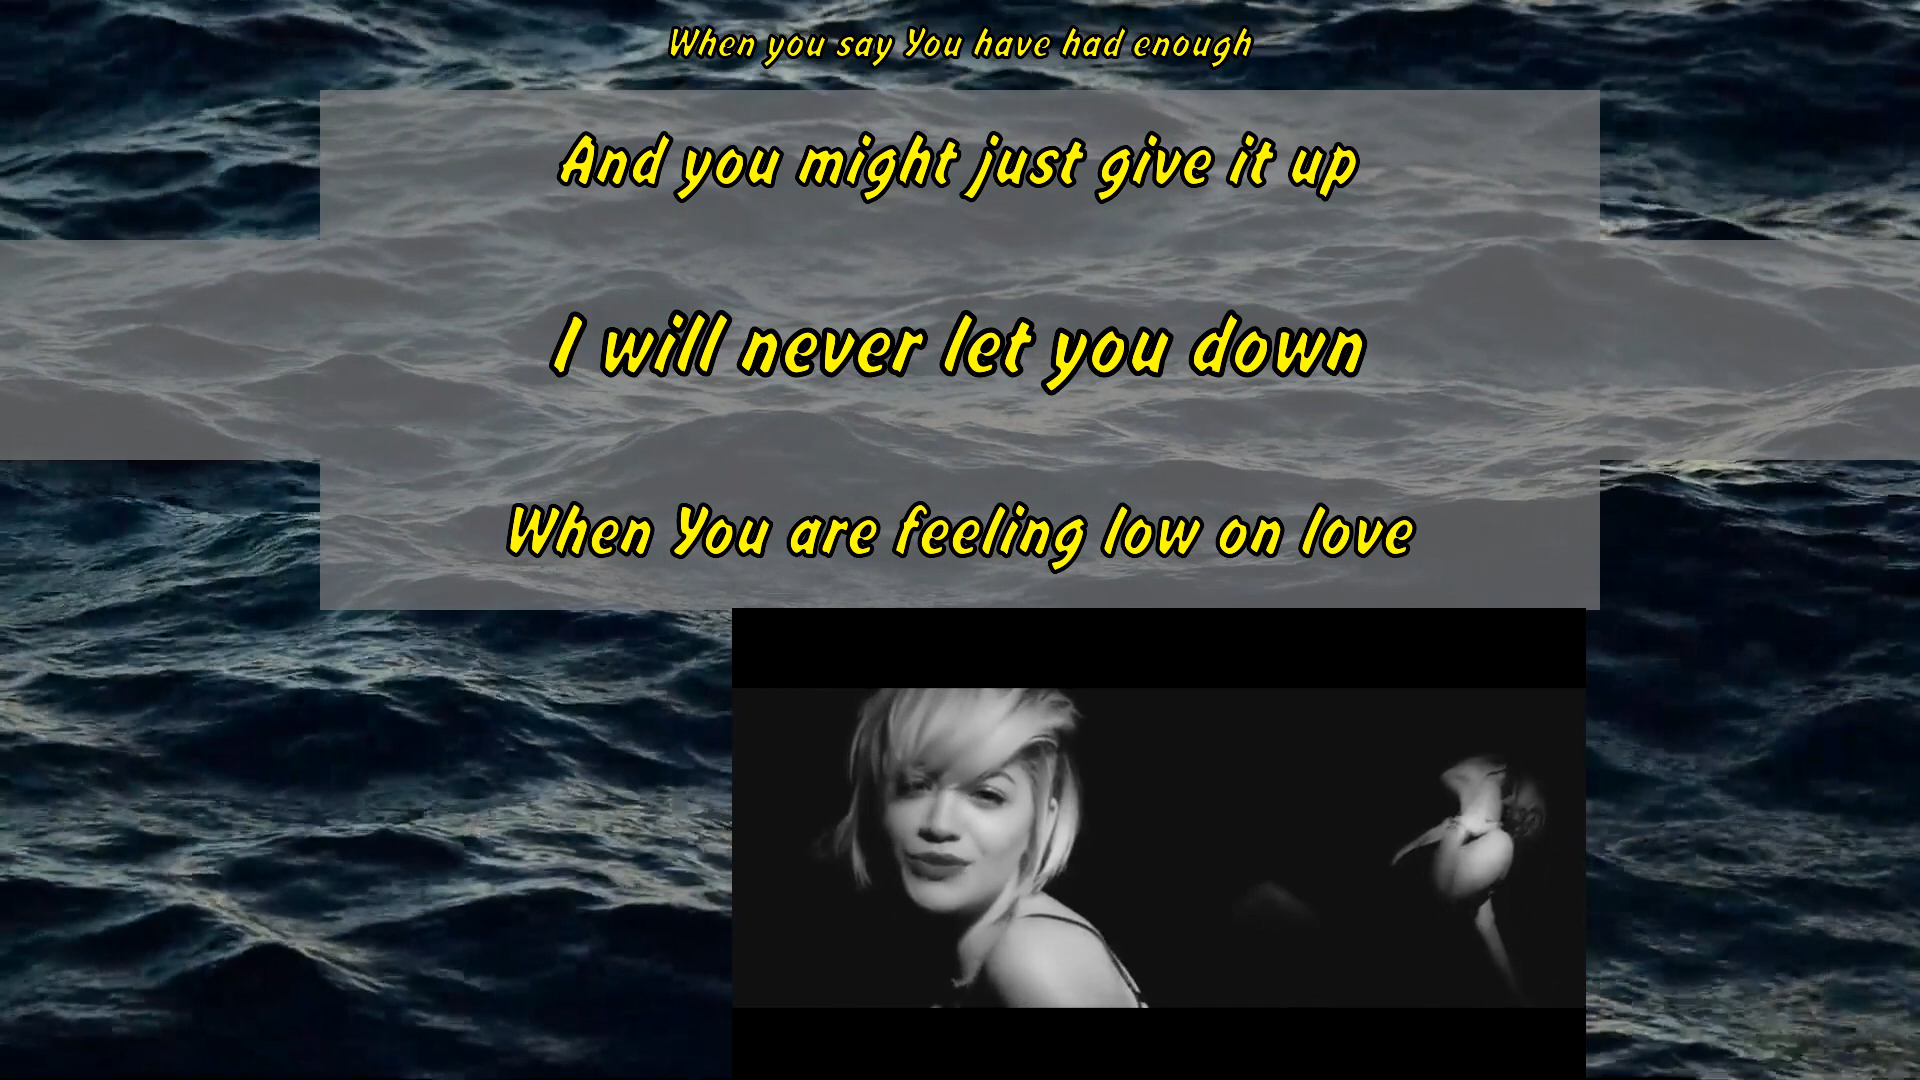 When you say You have had enough
And you might just give it up
I will never let you down
When You are feeling low on love